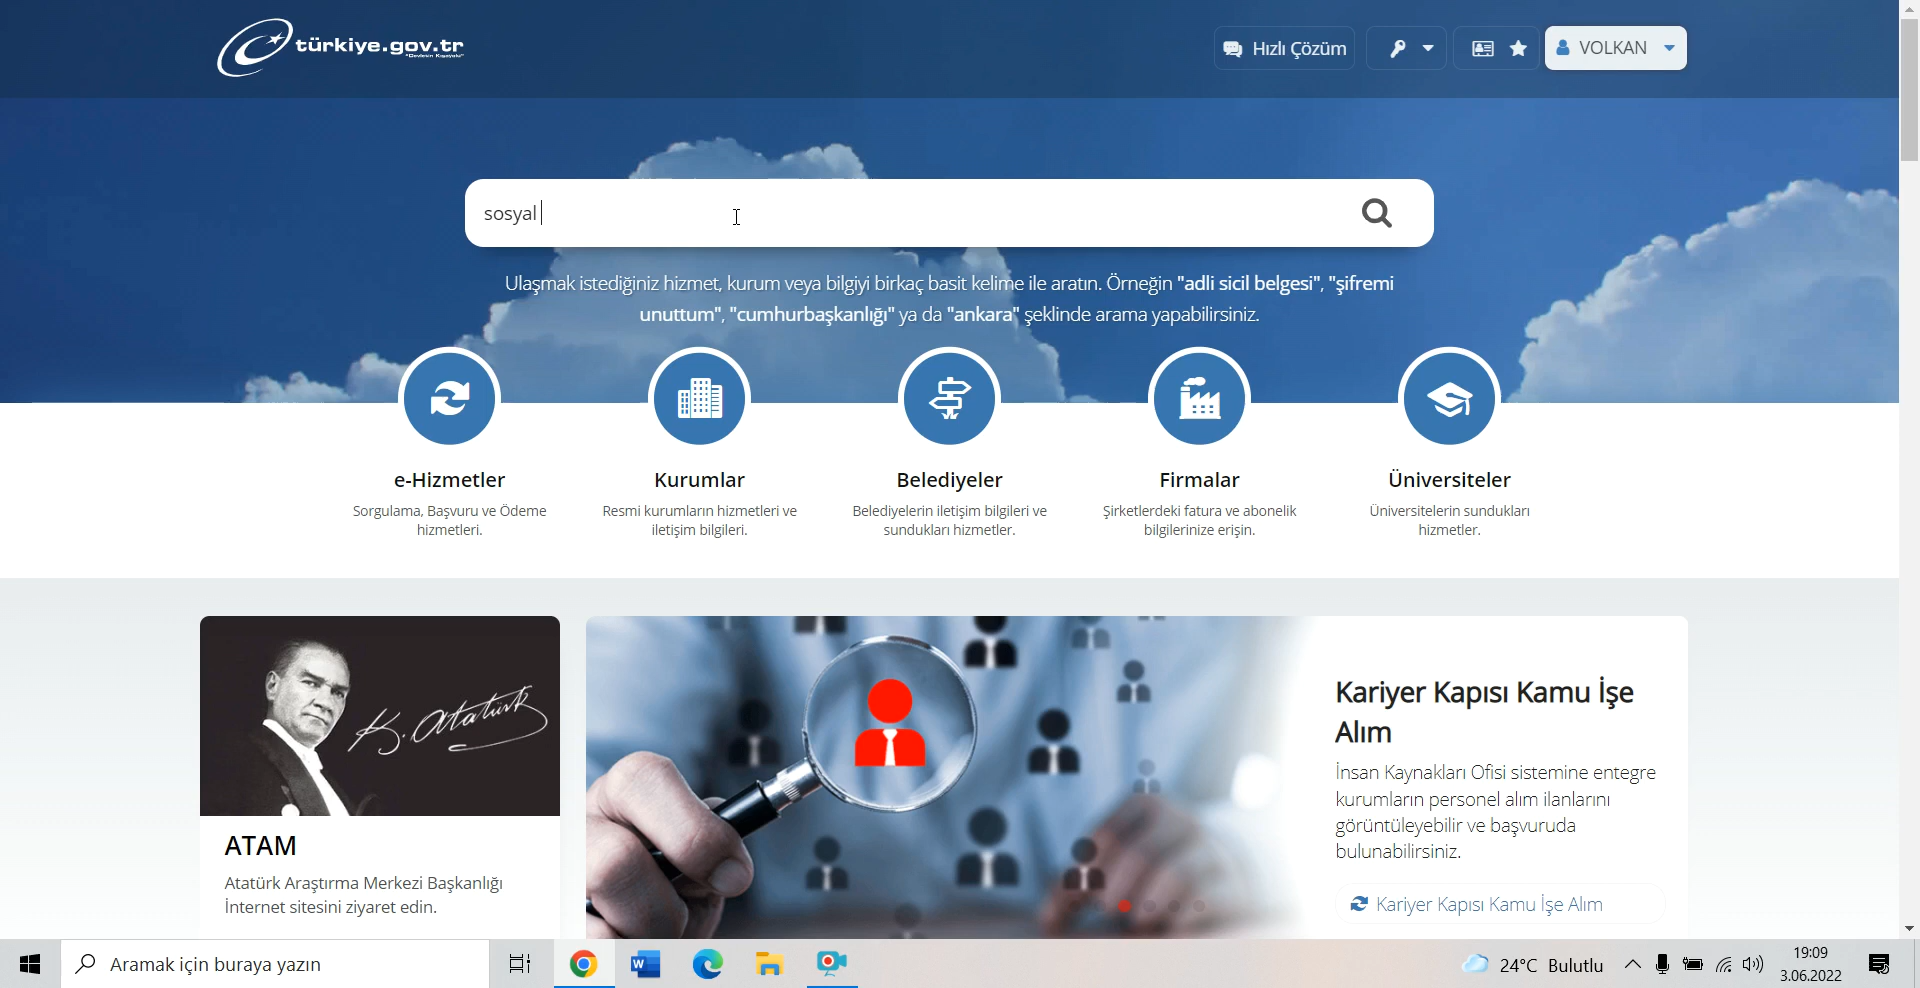 türkiye.gov.tr
"Devletin Kısayolu"
Hızlı Çözüm
VOLKAN
sosyal
Ulaşmak istediğiniz hizmet, kurum veya bilgiyi birkaç basit kelime ile aratın. Örneğin "adli sicil belgesi", "şifremi
unuttum", "cumhurbaşkanlığı" ya da "ankara" şeklinde arama yapabilirsiniz.
e-Hizmetler
Sorgulama, Başvuru ve Ödeme
hizmetleri.
Kurumlar
Resmi kurumların hizmetleri ve
iletişim bilgileri.
Belediyeler
Belediyelerin iletişim bilgileri ve
sundukları hizmetler.
Firmalar
Şirketlerdeki fatura ve abonelik
bilgilerinize erişin.
Üniversiteler
Üniversitelerin sundukları
hizmetler.
K. Atatürk
ATAM
Atatürk Araştırma Merkezi Başkanlığı
İnternet sitesini ziyaret edin.
Kariyer Kapısı Kamu İşe
Alım
İnsan Kaynakları Ofisi sistemine entegre
kurumların personel alım ilanlarını
görüntüleyebilir ve başvuruda
bulunabilirsiniz.
Kariyer Kapısı Kamu İşe Alım
Aramak için buraya yazın
24°C Bulutlu
19:09
3.06.2022